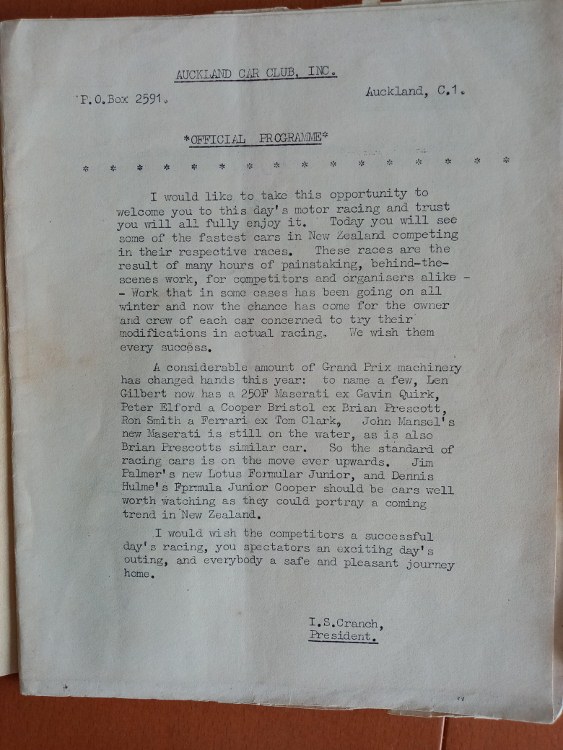 AUCKLAND CAR CLUB, INC.
P.O.Box 2591.
Auckland, C.1.
*OFFICIAL PROGRAMME*
* * * * * * * * * * * * * * * * *
I would like to take this opportunity to
welcome you to this day's motor racing and trust
you will all fully enjoy it. Today you will see
some of the fastest cars in New Zealand competing
in their respective races. These races are the
result of many hours of painstaking, behind-the-
scenes work, for competitors and organisers alike -
- Work that in some cases has been going on all
winter and now the chance has come for the owner
and crew of each car concerned to try their
modifications in actual racing. We wish them
every success.
A considerable amount of Grand Prix machinery
has changed hands this year: to name a few, Len
Gilbert now has a 250F Maserati ex Gavin Quirk,
Peter Elford a Cooper Bristol ex Brian Prescott,
Ron Smith a Ferrari ex Tom Clark, John Mansel's
new Maserati is still on the water, as is also
Brian Prescotts similar car. So the standard of
racing cars is on the move ever upwards. Jim
Palmer's new Lotus Formular Junior, and Dennis
Hulme's Fprmula Junior Cooper should be cars well
worth watching as they could portray a coming
trend in New Zealand.
I would wish the competitors a successful
day's racing, you spectators an exciting day's
outing, and everybody a safe and pleasant journey
home.
I.S.Cranch,
President.